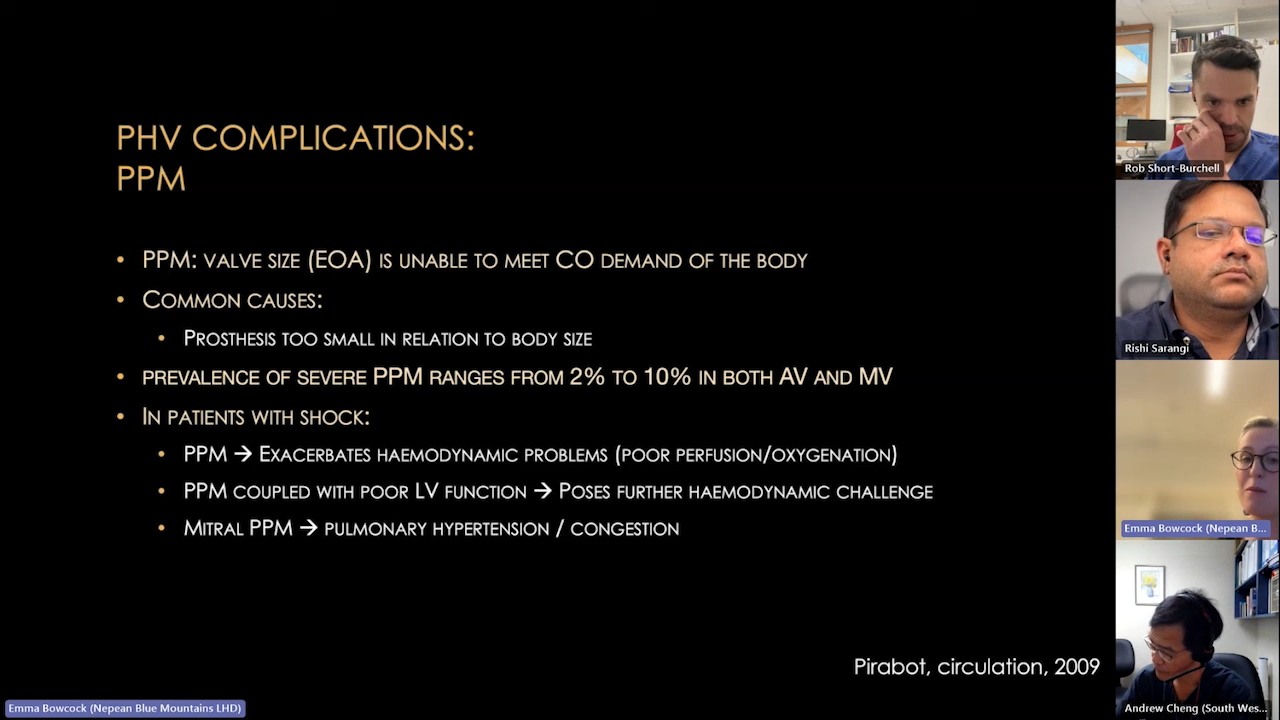 PHV COMPLICATIONS:
PPM
• PPM: VALVE SIZE (EOA) IS UNABLE TO MEET CO DEMAND OF THE BODY
• COMMON CAUSES:
• PROSTHESIS TOO SMALL IN RELATION TO BODY SIZE
• PREVALENCE OF SEVERE PPM RANGES FROM 2% TO 10% IN BOTH AV AND MV
• IN PATIENTS WITH SHOCK:
• PPM → EXACERBATES HAEMODYNAMIC PROBLEMS (POOR PERFUSION/OXYGENATION)
• PPM COUPLED WITH POOR LV FUNCTION → POSES FURTHER HAEMODYNAMIC CHALLENGE
• MITRAL PPM → PULMONARY HYPERTENSION / CONGESTION
Pirabot, circulation, 2009
Emma Bowcock (Nepean Blue Mountains LHD)
Rob Short-Burchell
Rishi Sarangi
Emma Bowcock (Nepean B...
Andrew Cheng (South Wes...